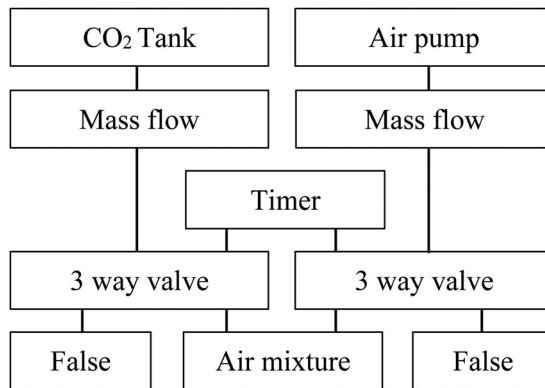 CO₂ Tank
Air pump
Mass flow
Mass flow
Timer
3 way valve
3 way valve
False
Air mixture
False